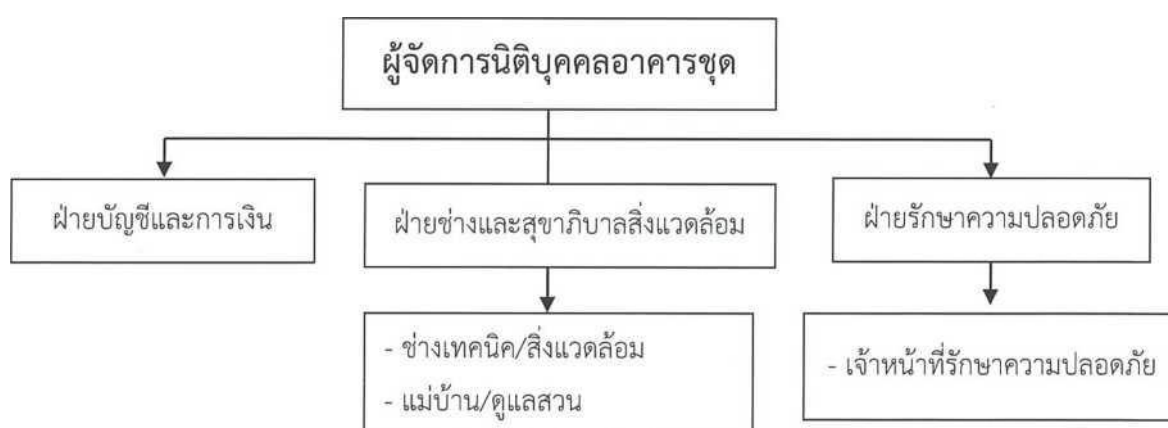 ผู้จัดการนิติบุคคลอาคารชุด
ฝ่ายบัญชีและการเงิน
ฝ่ายช่างและสุขาภิบาลสิ่งแวดล้อม
ฝ่ายรักษาความปลอดภัย
- ช่างเทคนิค/สิ่งแวดล้อม
- แม่บ้าน/ดูแลสวน
- เจ้าหน้าที่รักษาความปลอดภัย